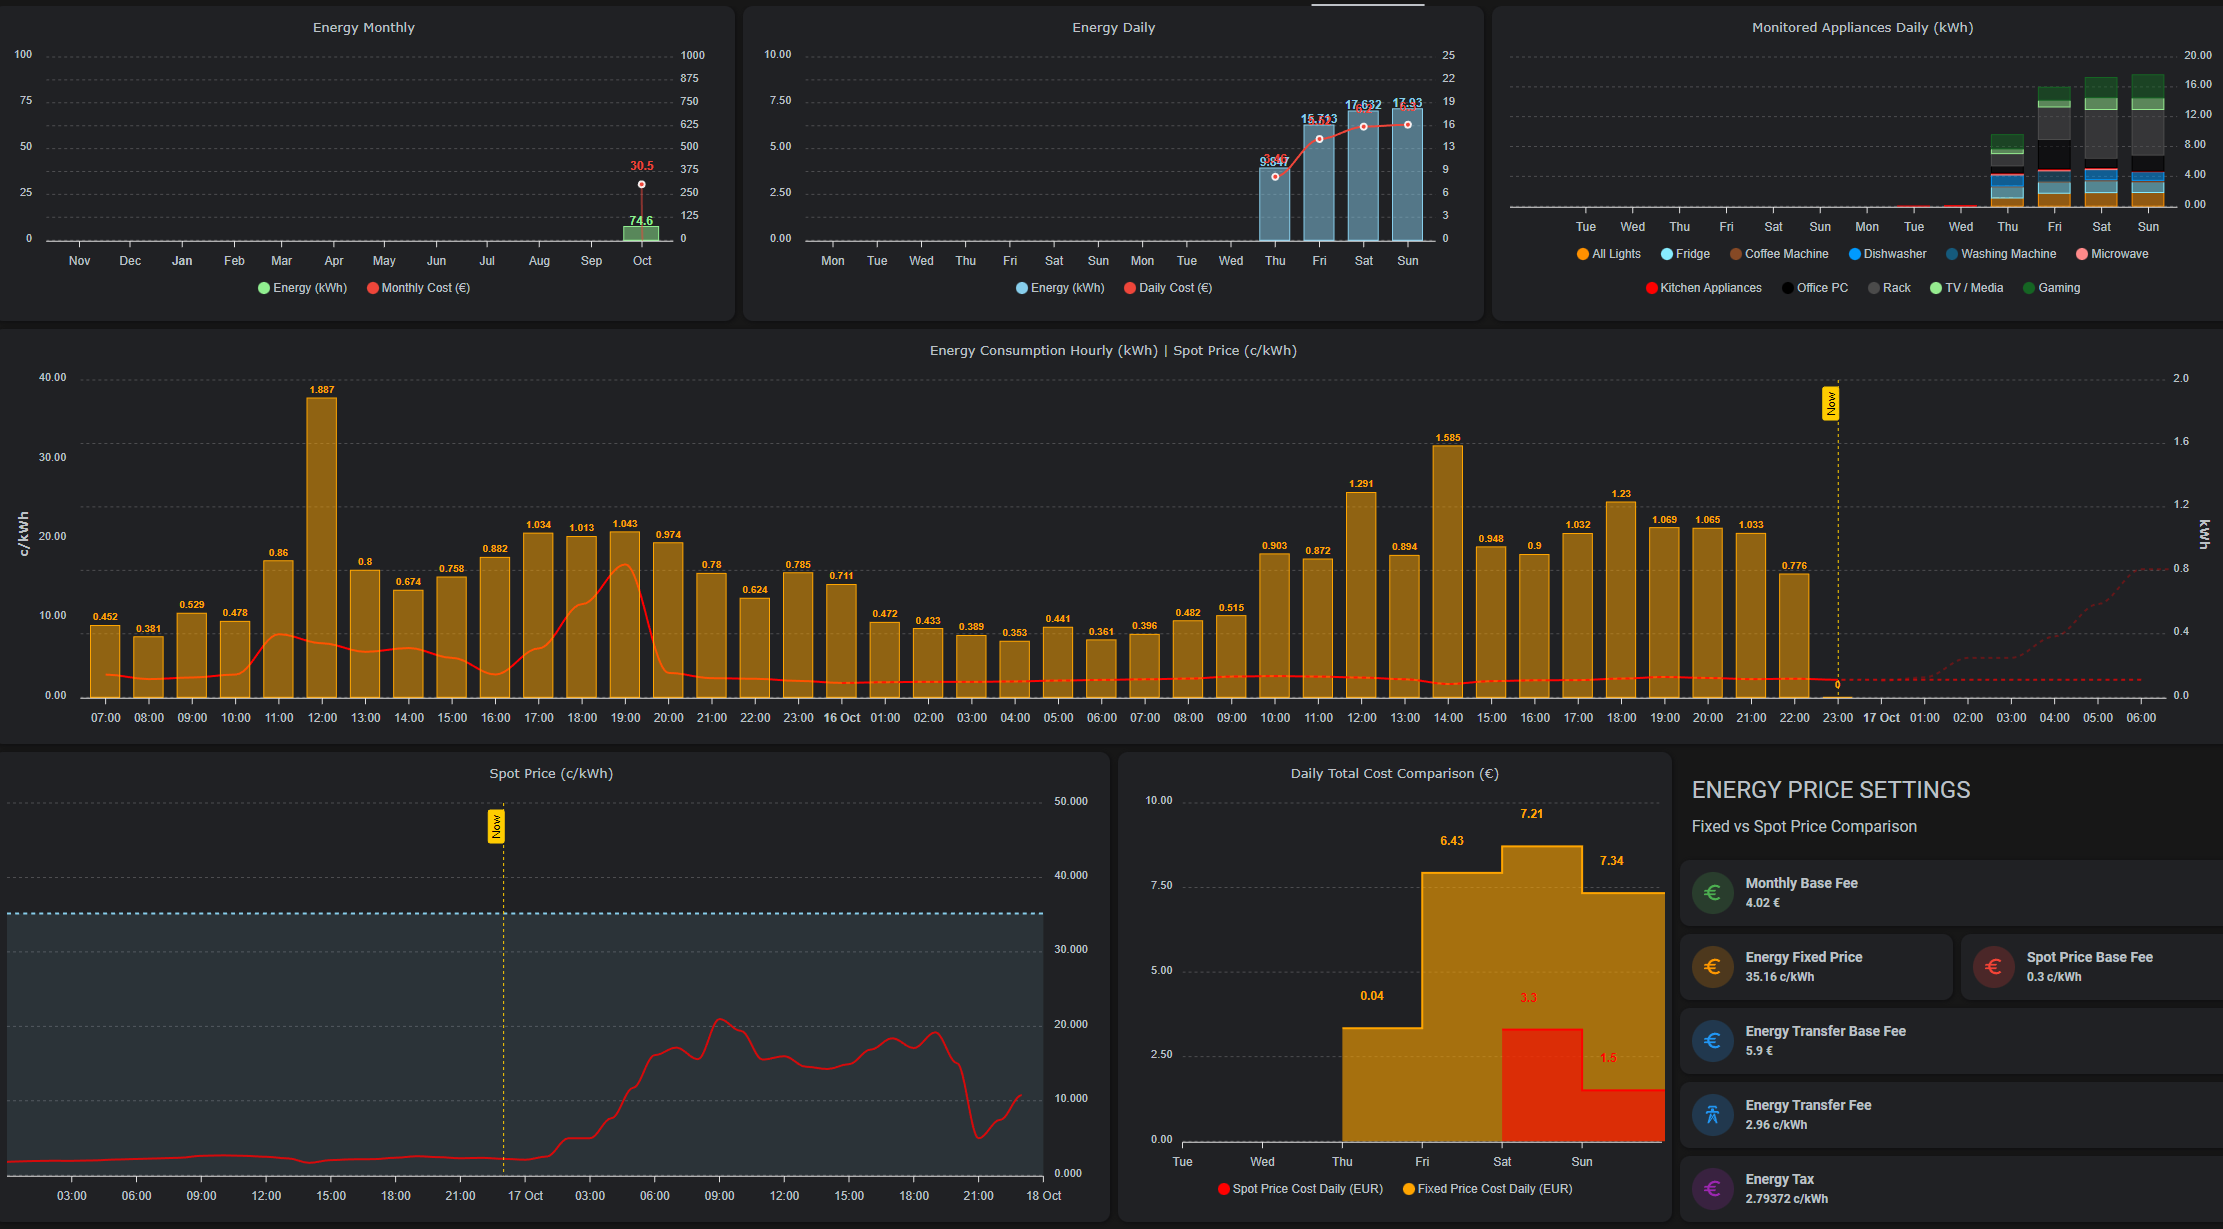 Energy Monthly
100
75
50
25
0
1000
875
750
625
500
375
250
125
0
30.5
74.6
Nov Dec Jan Feb Mar Apr May Jun Jul Aug Sep Oct
Energy (kWh) Monthly Cost (€)
Energy Daily
10.00
7.50
5.00
2.50
0.00
25
22
19
16
13
9
6
3
0
9.847 15.713 17.632 17.93
Mon Tue Wed Thu Fri Sat Sun Mon Tue Wed Thu Fri Sat Sun
Energy (kWh) Daily Cost (€)
Monitored Appliances Daily (kWh)
20.00
16.00
12.00
8.00
4.00
0.00
Tue Wed Thu Fri Sat Sun Mon Tue Wed Thu Fri Sat Sun
All Lights Fridge Coffee Machine Dishwasher Washing Machine Microwave
Kitchen Appliances Office PC Rack TV / Media Gaming
Energy Consumption Hourly (kWh) | Spot Price (c/kWh)
c/kWh
40.00
30.00
20.00
10.00
0.00
kWh
2.0
1.6
1.2
0.8
0.4
0.0
Now
0.452 0.381 0.529 0.478 0.86 1.887 0.8 0.674 0.758 0.882 1.034 1.013 1.043 0.974 0.78 0.624 0.785 0.711 0.472 0.433 0.389 0.353 0.441 0.361 0.396 0.482 0.515 0.903 0.872 1.291 0.894 1.585 0.948 0.9 1.032 1.23 1.069 1.065 1.033 0.776 0
07:00 08:00 09:00 10:00 11:00 12:00 13:00 14:00 15:00 16:00 17:00 18:00 19:00 20:00 21:00 22:00 23:00 16 Oct 01:00 02:00 03:00 04:00 05:00 06:00 07:00 08:00 09:00 10:00 11:00 12:00 13:00 14:00 15:00 16:00 17:00 18:00 19:00 20:00 21:00 22:00 23:00 17 Oct 01:00 02:00 03:00 04:00 05:00 06:00
Spot Price (c/kWh)
50.000
40.000
30.000
20.000
10.000
0.000
Now
03:00 06:00 09:00 12:00 15:00 18:00 21:00 17 Oct 03:00 06:00 09:00 12:00 15:00 18:00 21:00 18 Oct
Daily Total Cost Comparison (€)
10.00
7.50
5.00
2.50
0.00
0.04 6.43 7.21 7.34
3.3 1.5
Tue Wed Thu Fri Sat Sun
Spot Price Cost Daily (EUR) Fixed Price Cost Daily (EUR)
ENERGY PRICE SETTINGS
Fixed vs Spot Price Comparison
€
Monthly Base Fee
4.02 €
€
Energy Fixed Price
35.16 c/kWh
€
Spot Price Base Fee
0.3 c/kWh
€
Energy Transfer Base Fee
5.9 €
Energy Transfer Fee
2.96 c/kWh
€
Energy Tax
2.79372 c/kWh